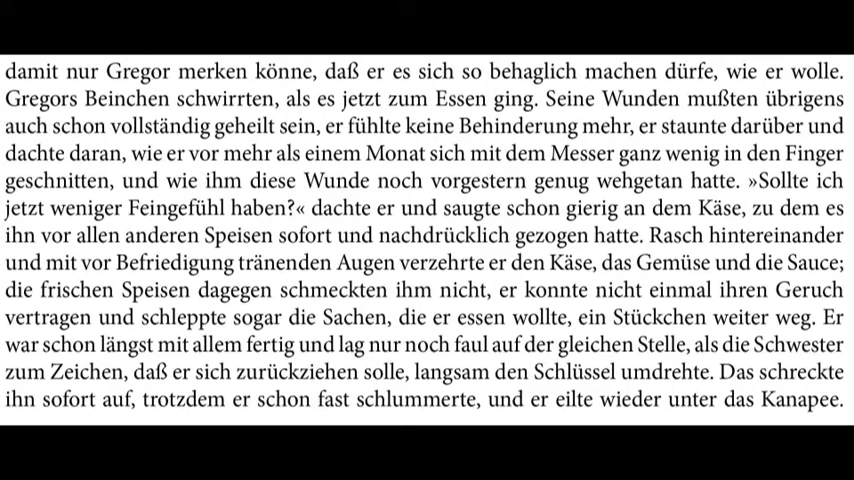 damit nur Gregor merken könne, daß er es sich so behaglich machen dürfe, wie er wolle.
Gregors Beinchen schwirrten, als es jetzt zum Essen ging. Seine Wunden mußten übrigens
auch schon vollständig geheilt sein, er fühlte keine Behinderung mehr, er staunte darüber und
dachte daran, wie er vor mehr als einem Monat sich mit dem Messer ganz wenig in den Finger
geschnitten, und wie ihm diese Wunde noch vorgestern genug wehgetan hatte. »Sollte ich
jetzt weniger Feingefühl haben?« dachte er und saugte schon gierig an dem Käse, zu dem es
ihn vor allen anderen Speisen sofort und nachdrücklich gezogen hatte. Rasch hintereinander
und mit vor Befriedigung tränenden Augen verzehrte er den Käse, das Gemüse und die Sauce;
die frischen Speisen dagegen schmeckten ihm nicht, er konnte nicht einmal ihren Geruch
vertragen und schleppte sogar die Sachen, die er essen wollte, ein Stückchen weiter weg. Er
war schon längst mit allem fertig und lag nur noch faul auf der gleichen Stelle, als die Schwester
zum Zeichen, daß er sich zurückziehen solle, langsam den Schlüssel umdrehte. Das schreckte
ihn sofort auf, trotzdem er schon fast schlummerte, und er eilte wieder unter das Kanapee.